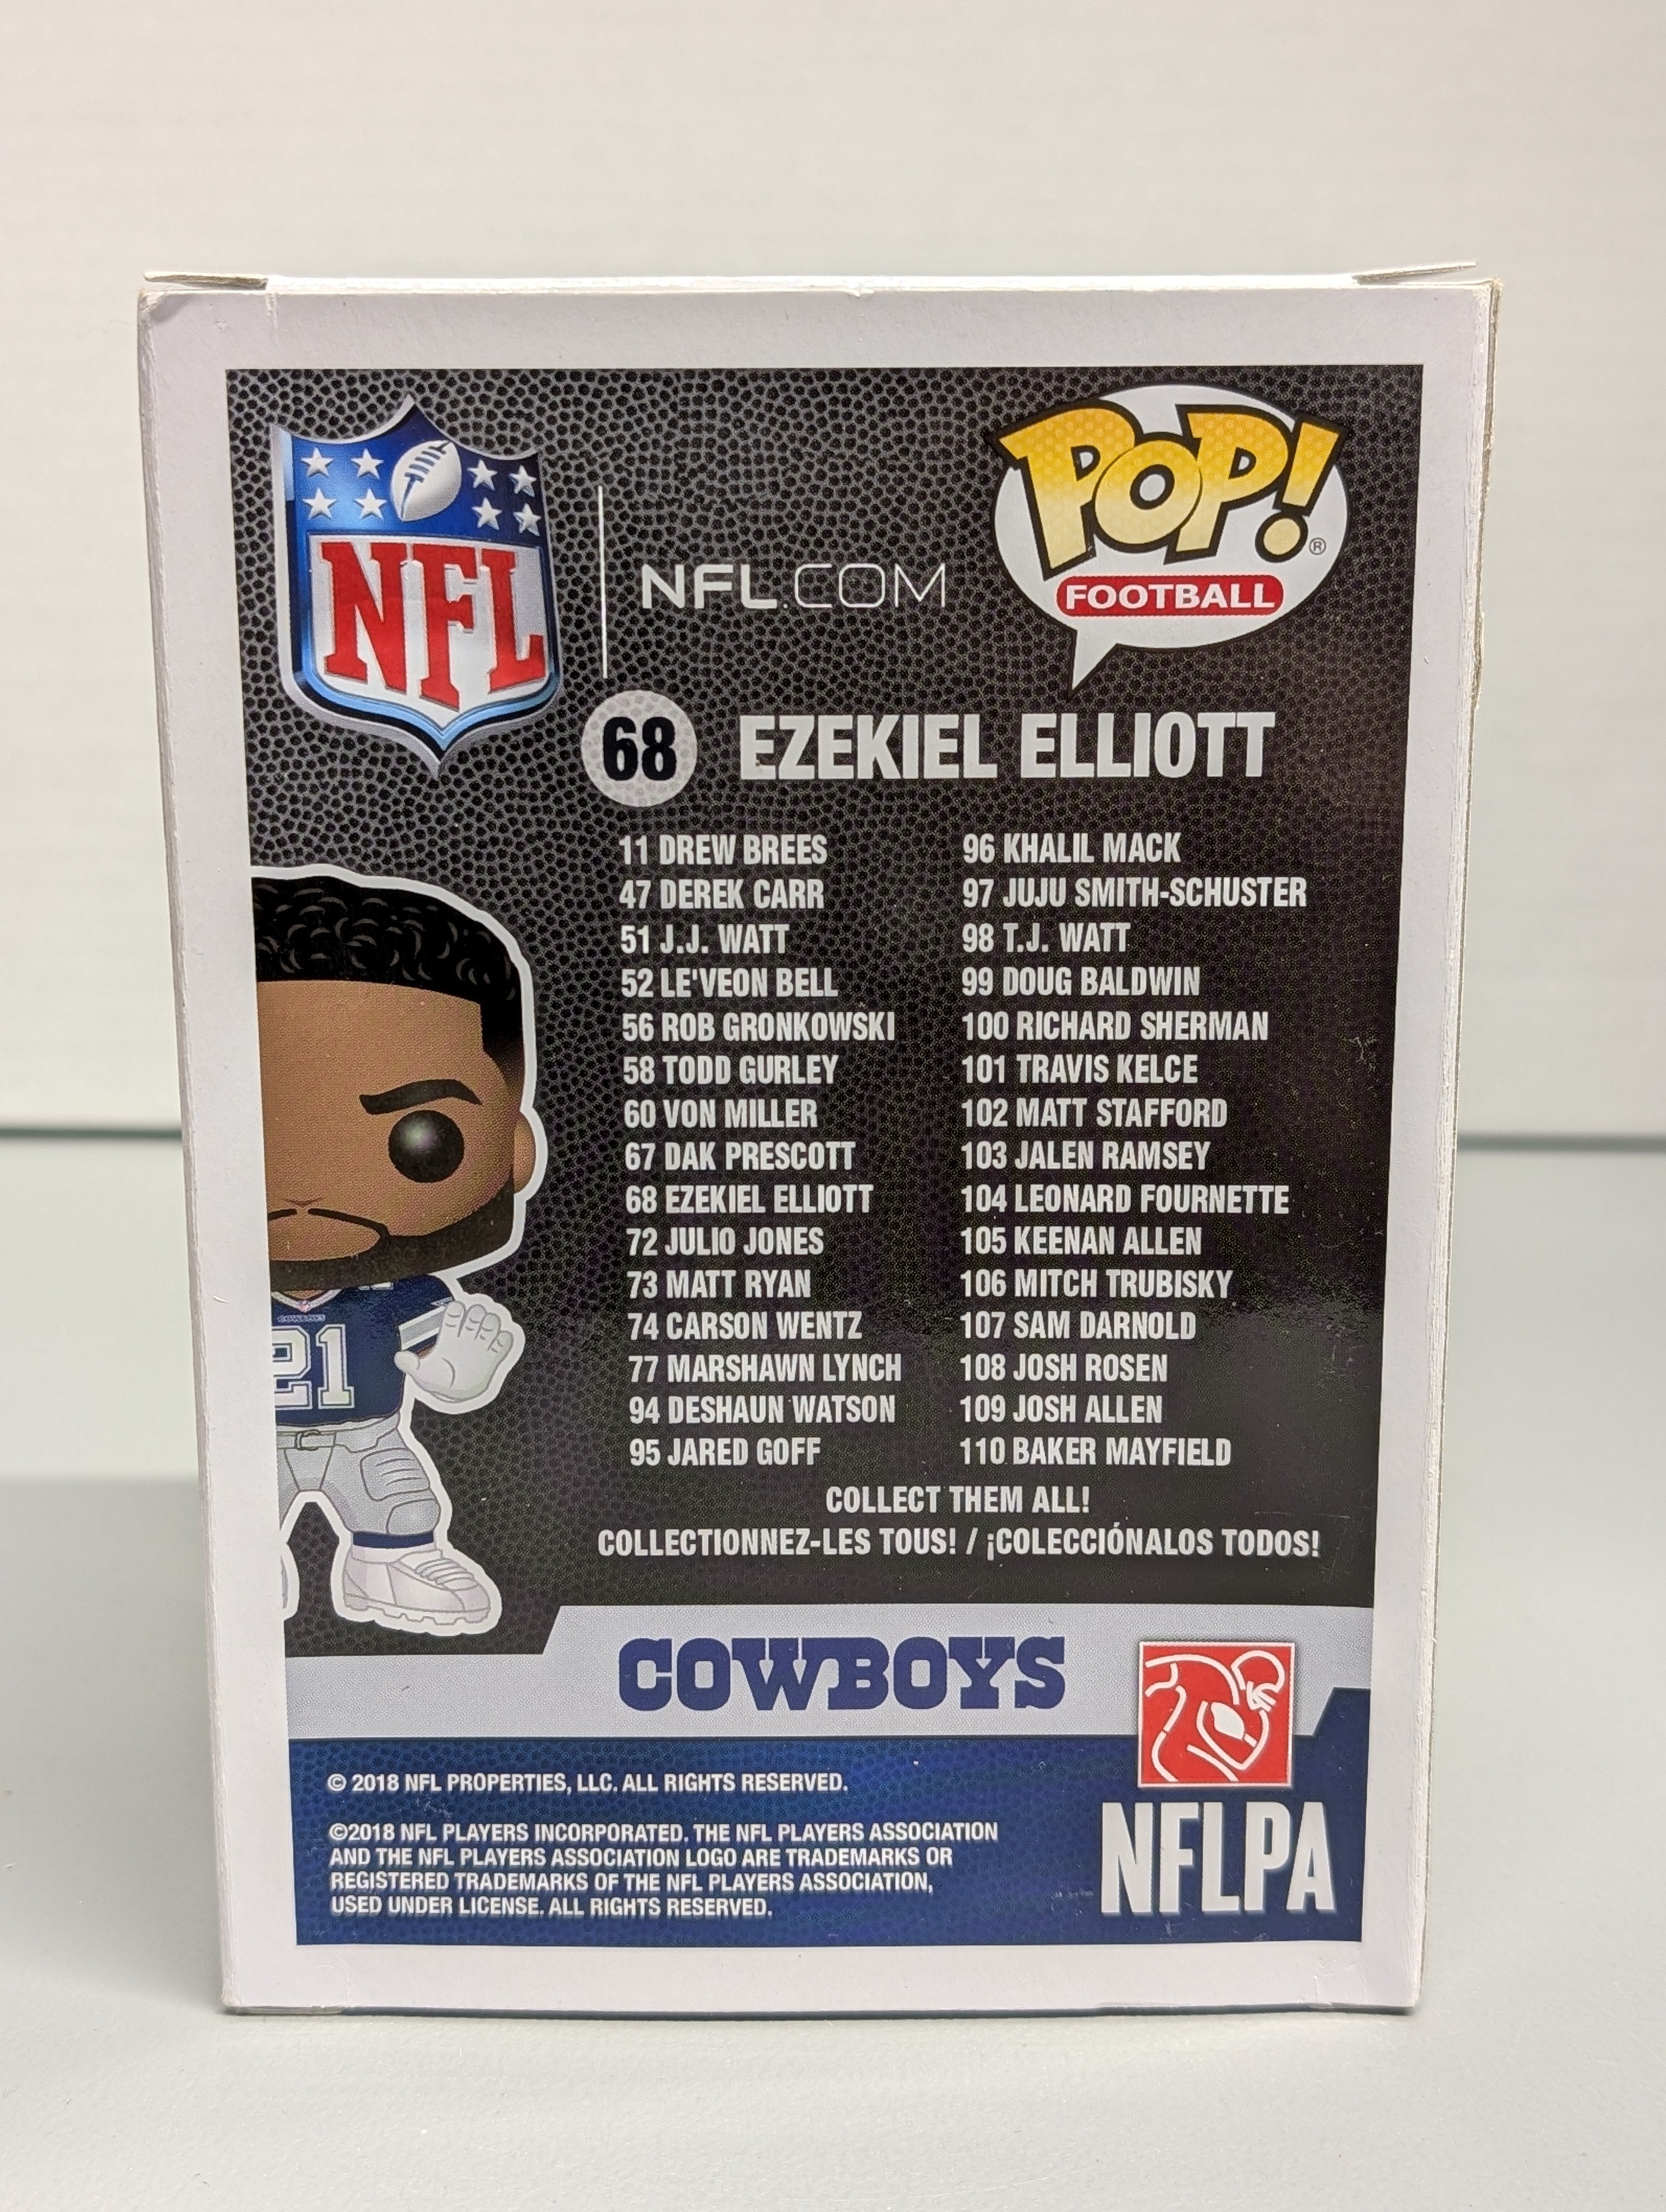 NFL
NFL.COM
POP!®
FOOTBALL
68 EZEKIEL ELLIOTT
11 DREW BREES
47 DEREK CARR
51 J.J. WATT
52 LE'VEON BELL
56 ROB GRONKOWSKI
58 TODD GURLEY
60 VON MILLER
67 DAK PRESCOTT
68 EZEKIEL ELLIOTT
72 JULIO JONES
73 MATT RYAN
74 CARSON WENTZ
77 MARSHAWN LYNCH
94 DESHAUN WATSON
95 JARED GOFF
96 KHALIL MACK
97 JUJU SMITH-SCHUSTER
98 T.J. WATT
99 DOUG BALDWIN
100 RICHARD SHERMAN
101 TRAVIS KELCE
102 MATT STAFFORD
103 JALEN RAMSEY
104 LEONARD FOURNETTE
105 KEENAN ALLEN
106 MITCH TRUBISKY
107 SAM DARNOLD
108 JOSH ROSEN
109 JOSH ALLEN
110 BAKER MAYFIELD
COLLECT THEM ALL!
COLLECTIONNEZ-LES TOUS! / ¡COLECCIÓNALOS TODOS!
COWBOYS
21
COWBOYS
© 2018 NFL PROPERTIES, LLC. ALL RIGHTS RESERVED.
©2018 NFL PLAYERS INCORPORATED. THE NFL PLAYERS ASSOCIATION
AND THE NFL PLAYERS ASSOCIATION LOGO ARE TRADEMARKS OR
REGISTERED TRADEMARKS OF THE NFL PLAYERS ASSOCIATION,
USED UNDER LICENSE. ALL RIGHTS RESERVED.
NFLPA